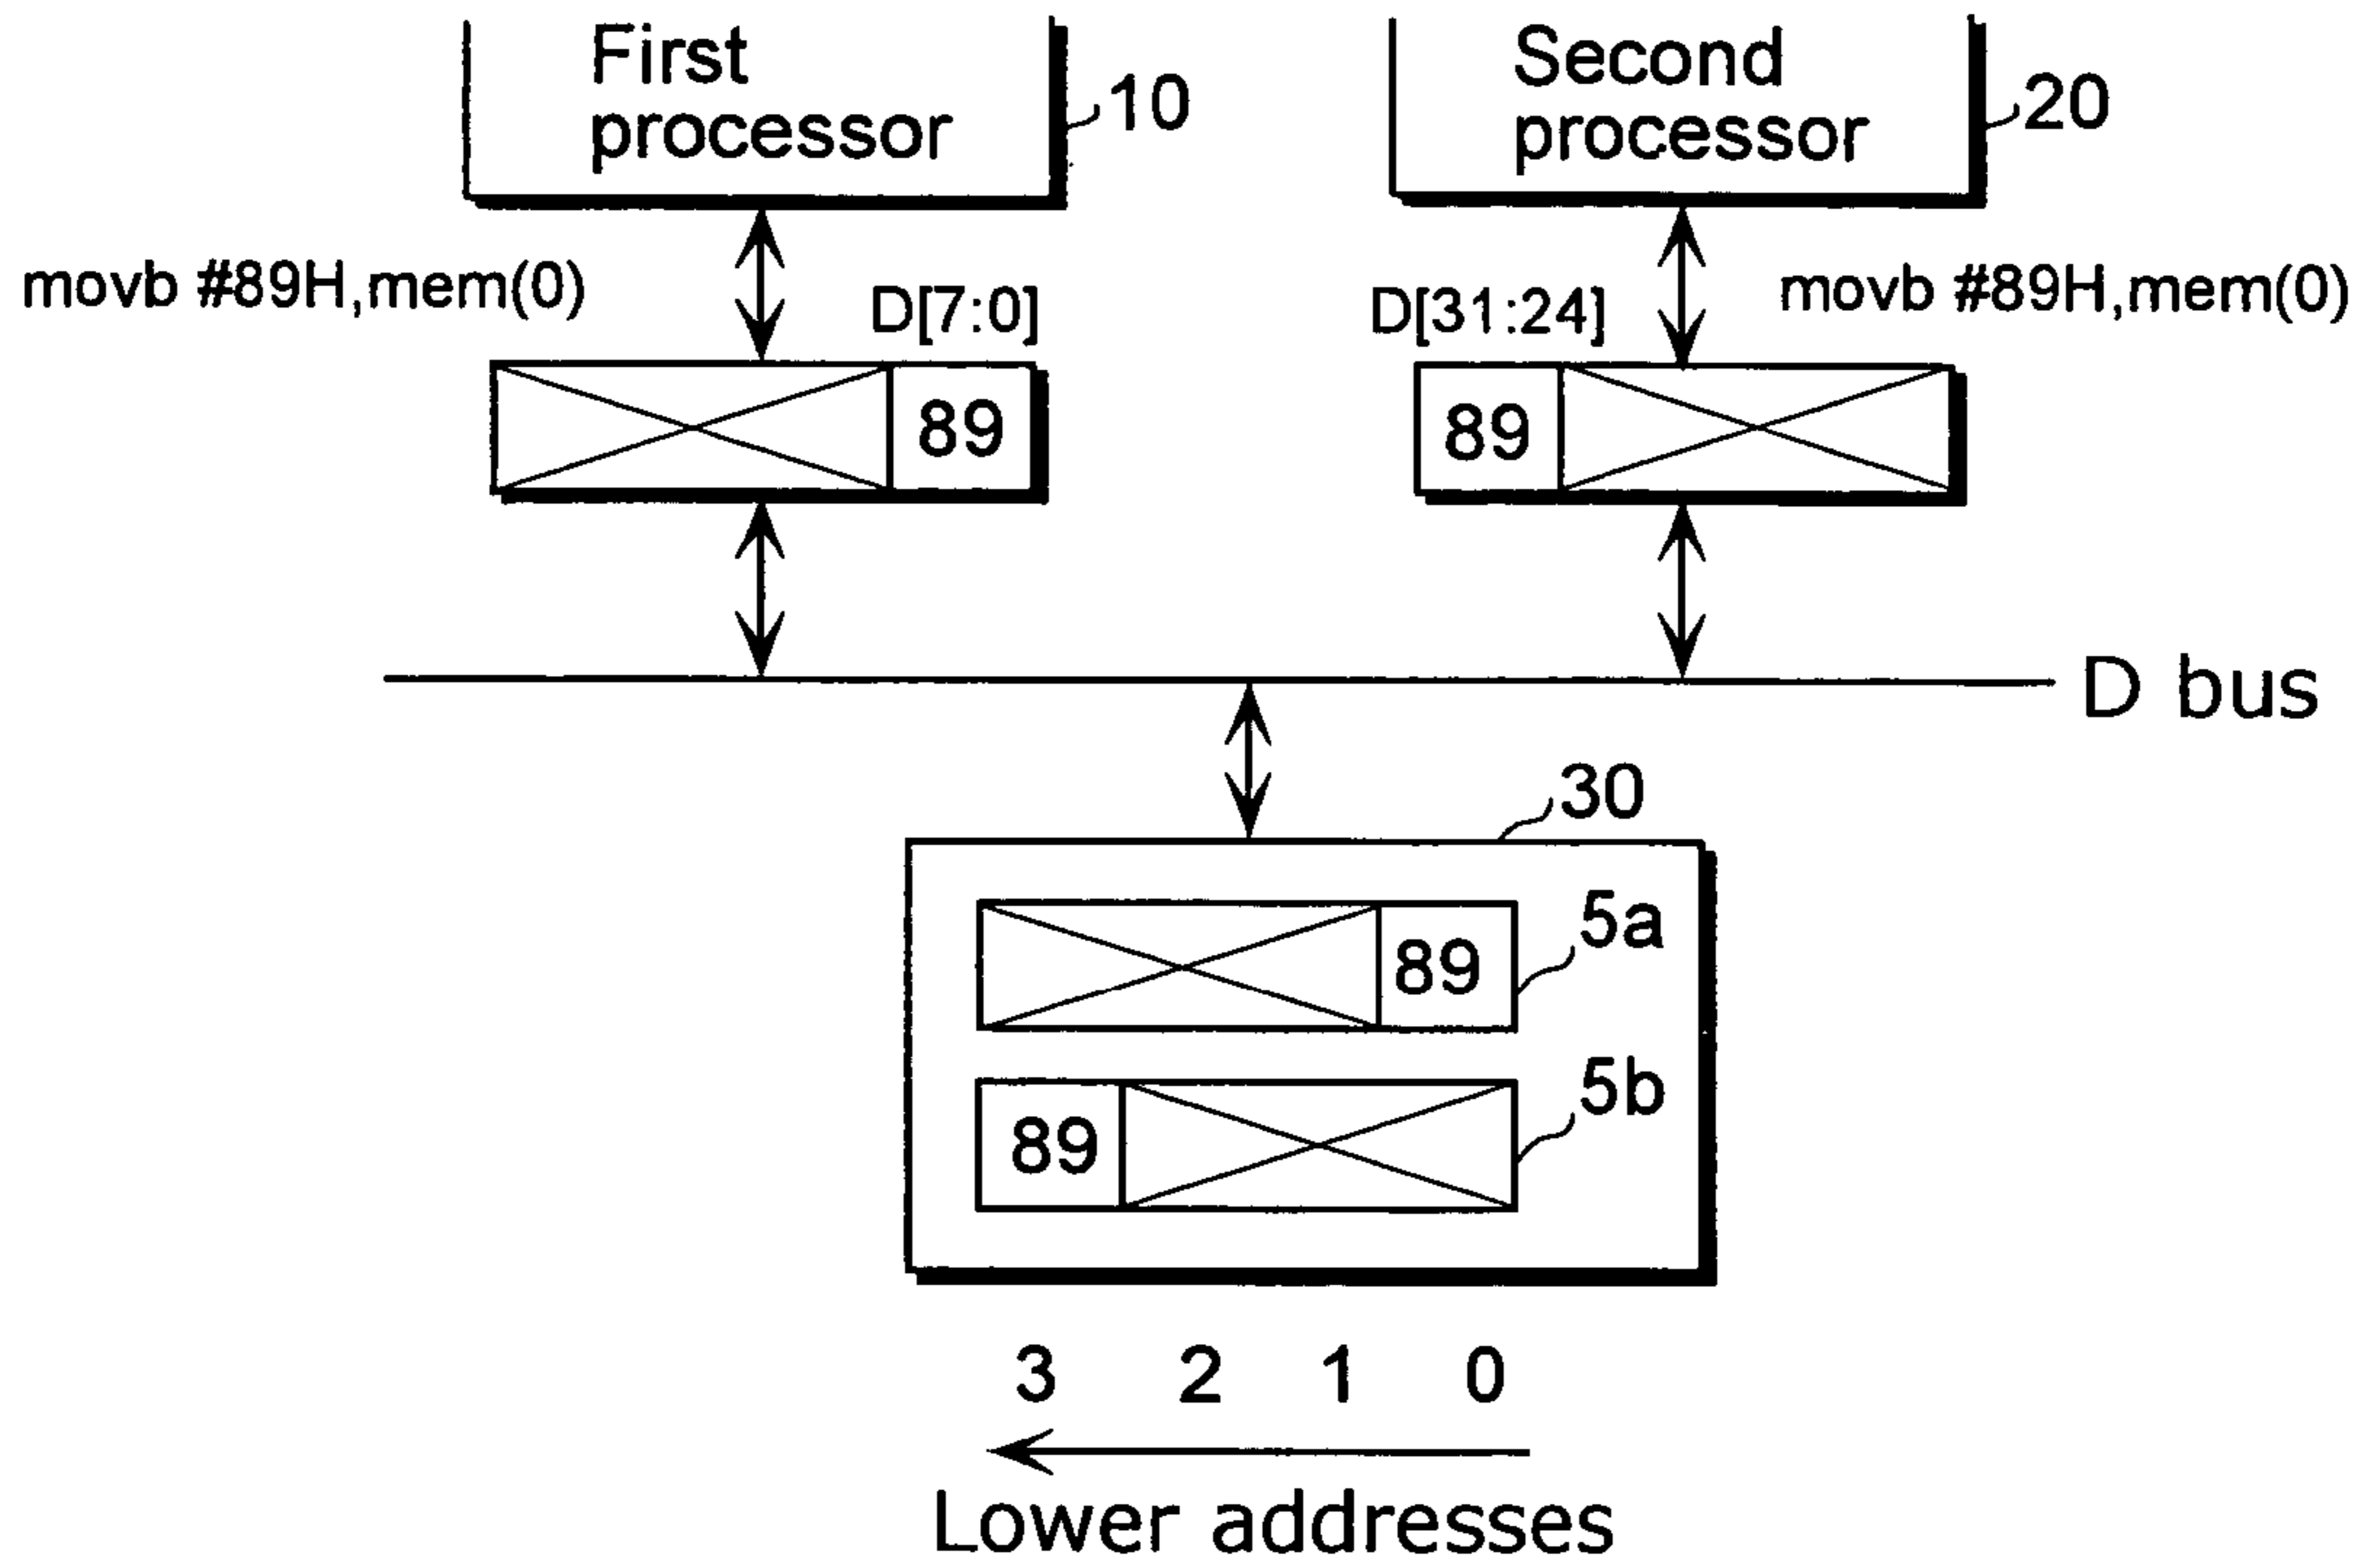 First
processor
10
Second
processor
20
movb #89H,mem(0)
D[7:0]
D[31:24]
movb #89H,mem(0)
89
89
D bus
30
89
5a
89
5b
3 2 1 0
Lower addresses